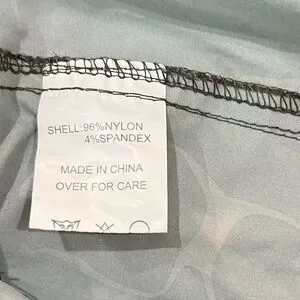 SHELL:96%NYLON
4%SPANDEX
MADE IN CHINA
OVER FOR CARE